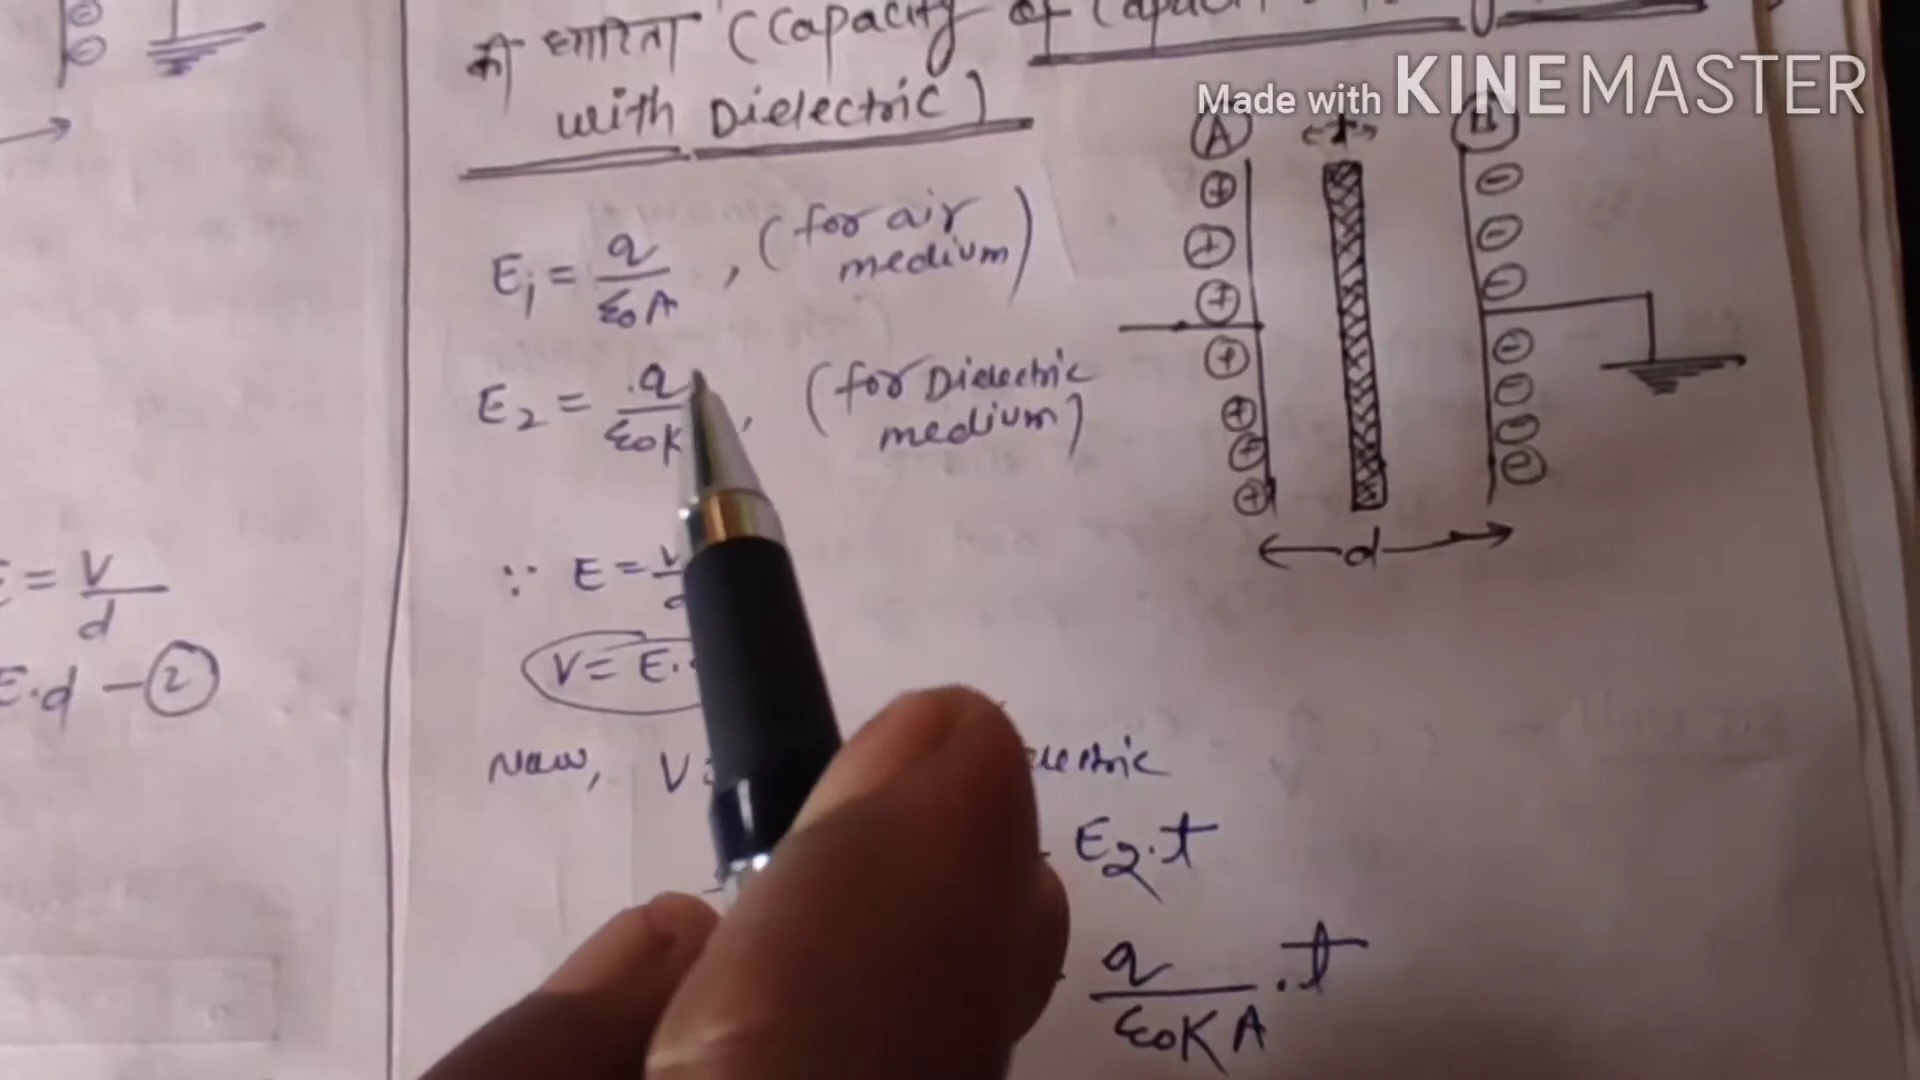 की धारिता (Capacity of
with Dielectric)
Made with KINEMASTER
A t B
E₁ = q/ε₀A , (for air medium)
E₂ = q/ε₀K , (for Dielectric medium)
d
∵ E = V
V = E.
Now, V
E₂.t
q/ε₀KA .t
E = V/d
E.d – ②